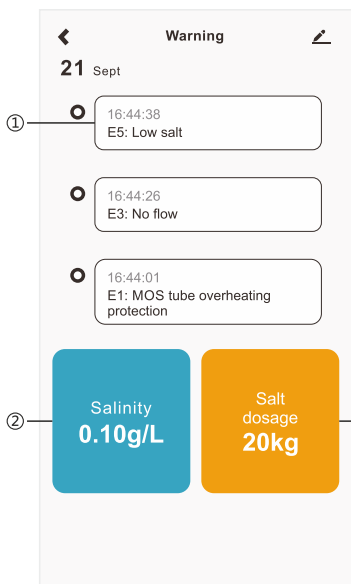 Warning
21 Sept
16:44:38
① E5: Low salt
16:44:26
E3: No flow
16:44:01
E1: MOS tube overheating
protection
② Salinity
0.10g/L
Salt
dosage
20kg